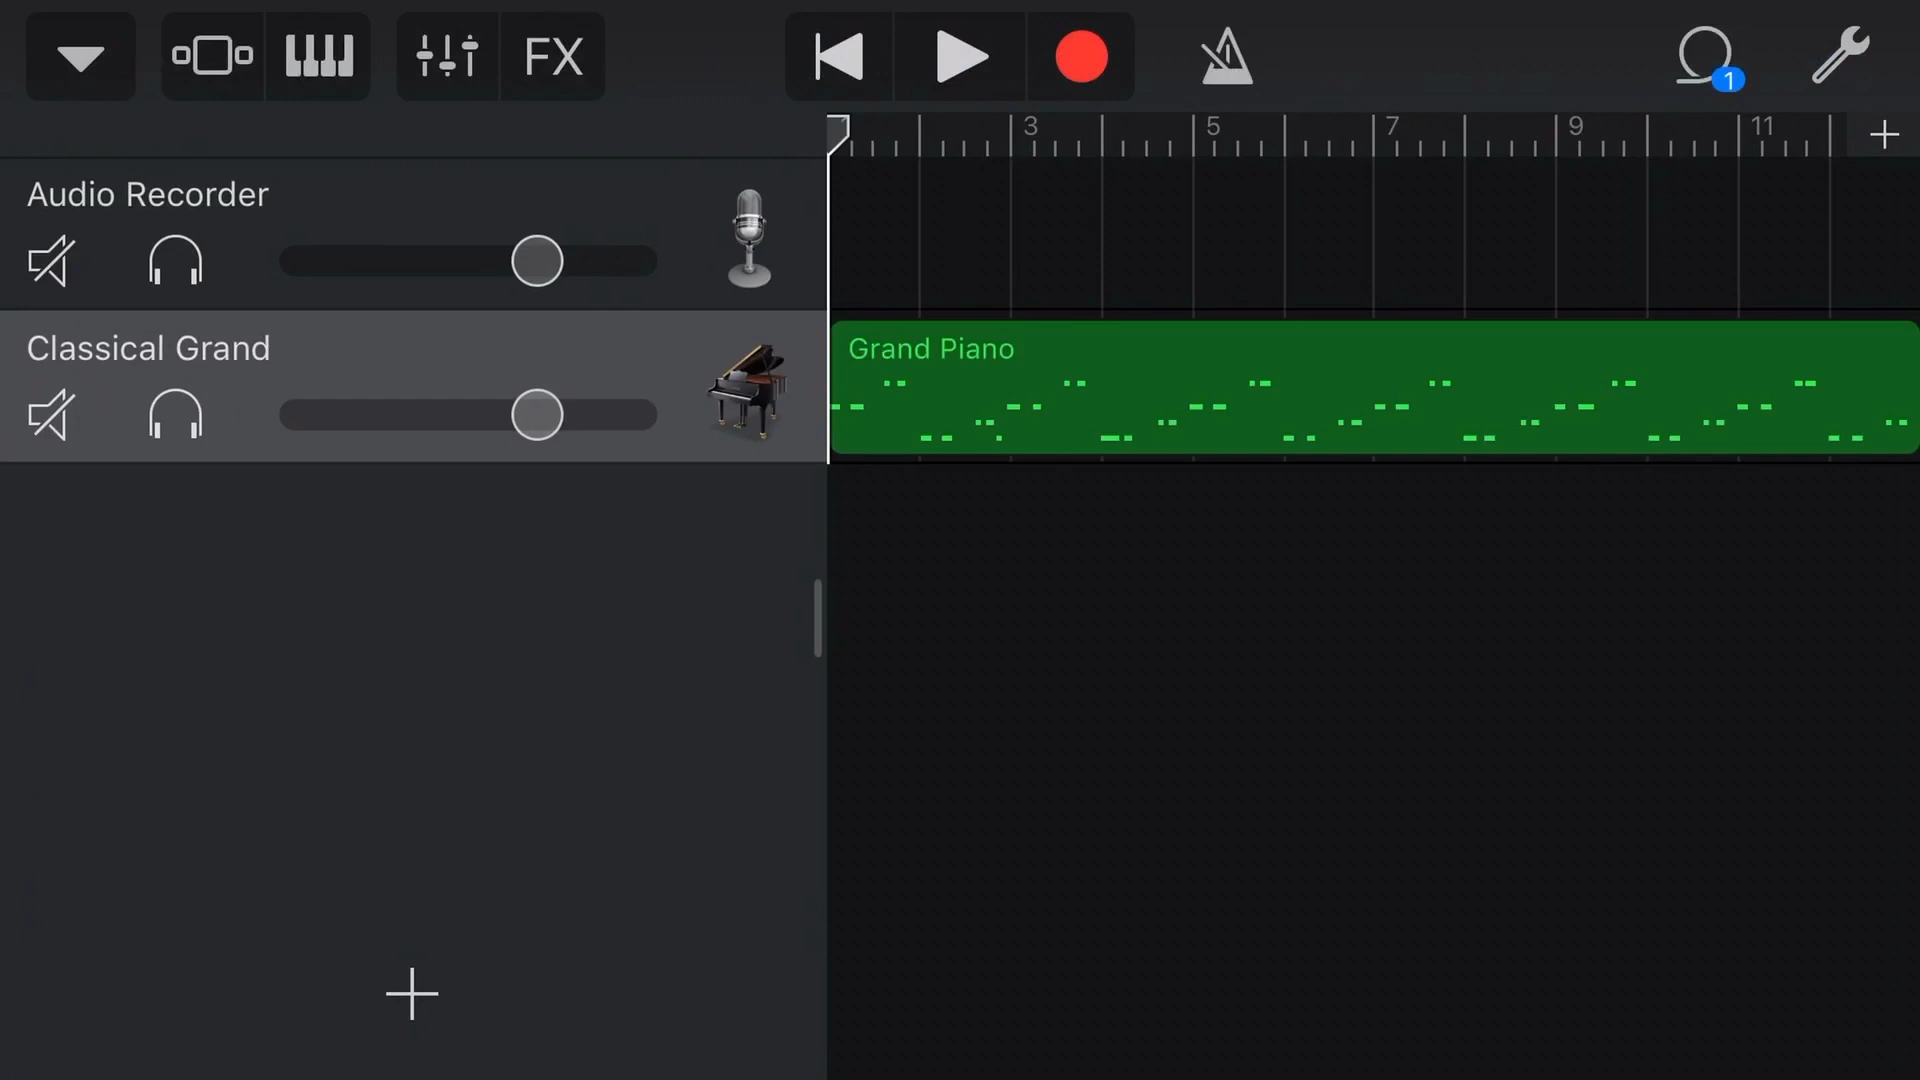 FX
1
3
5
7
9
11
Audio Recorder
Classical Grand
Grand Piano